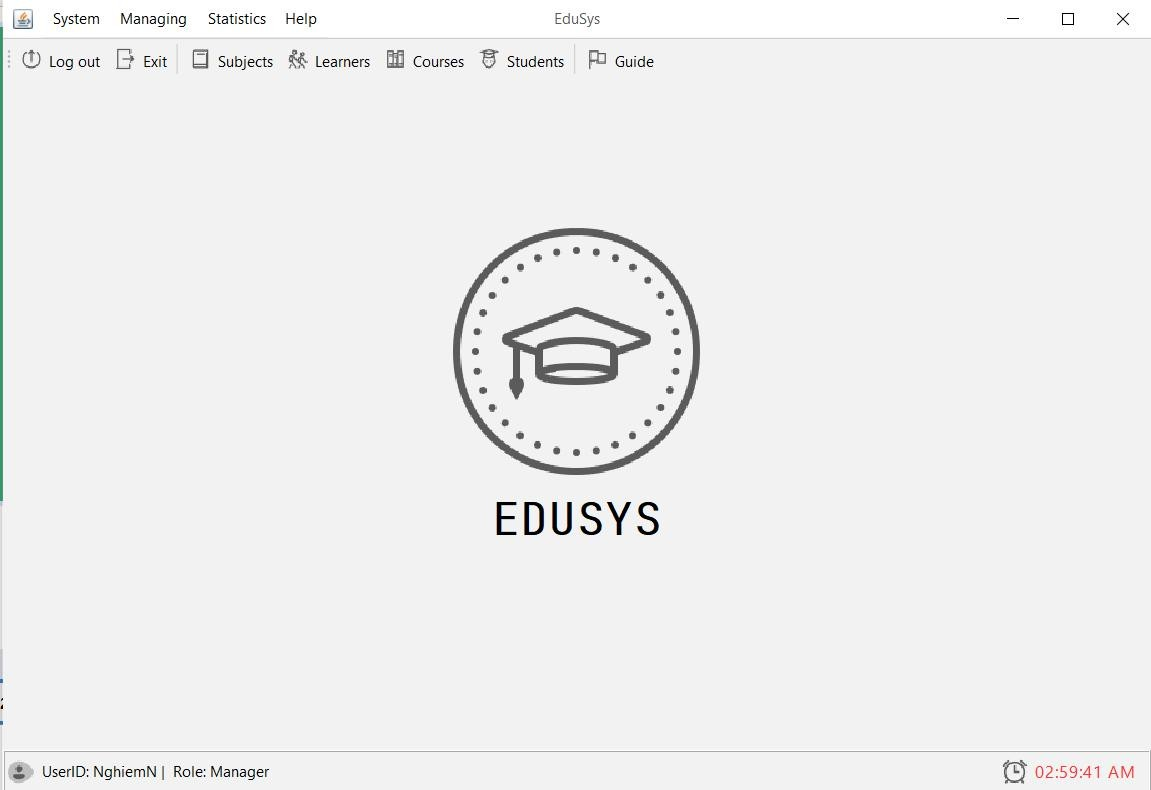 System Managing Statistics Help EduSys
Log out Exit Subjects Learners Courses Students Guide
EDUSYS
UserID: NghiemN | Role: Manager 02:59:41 AM